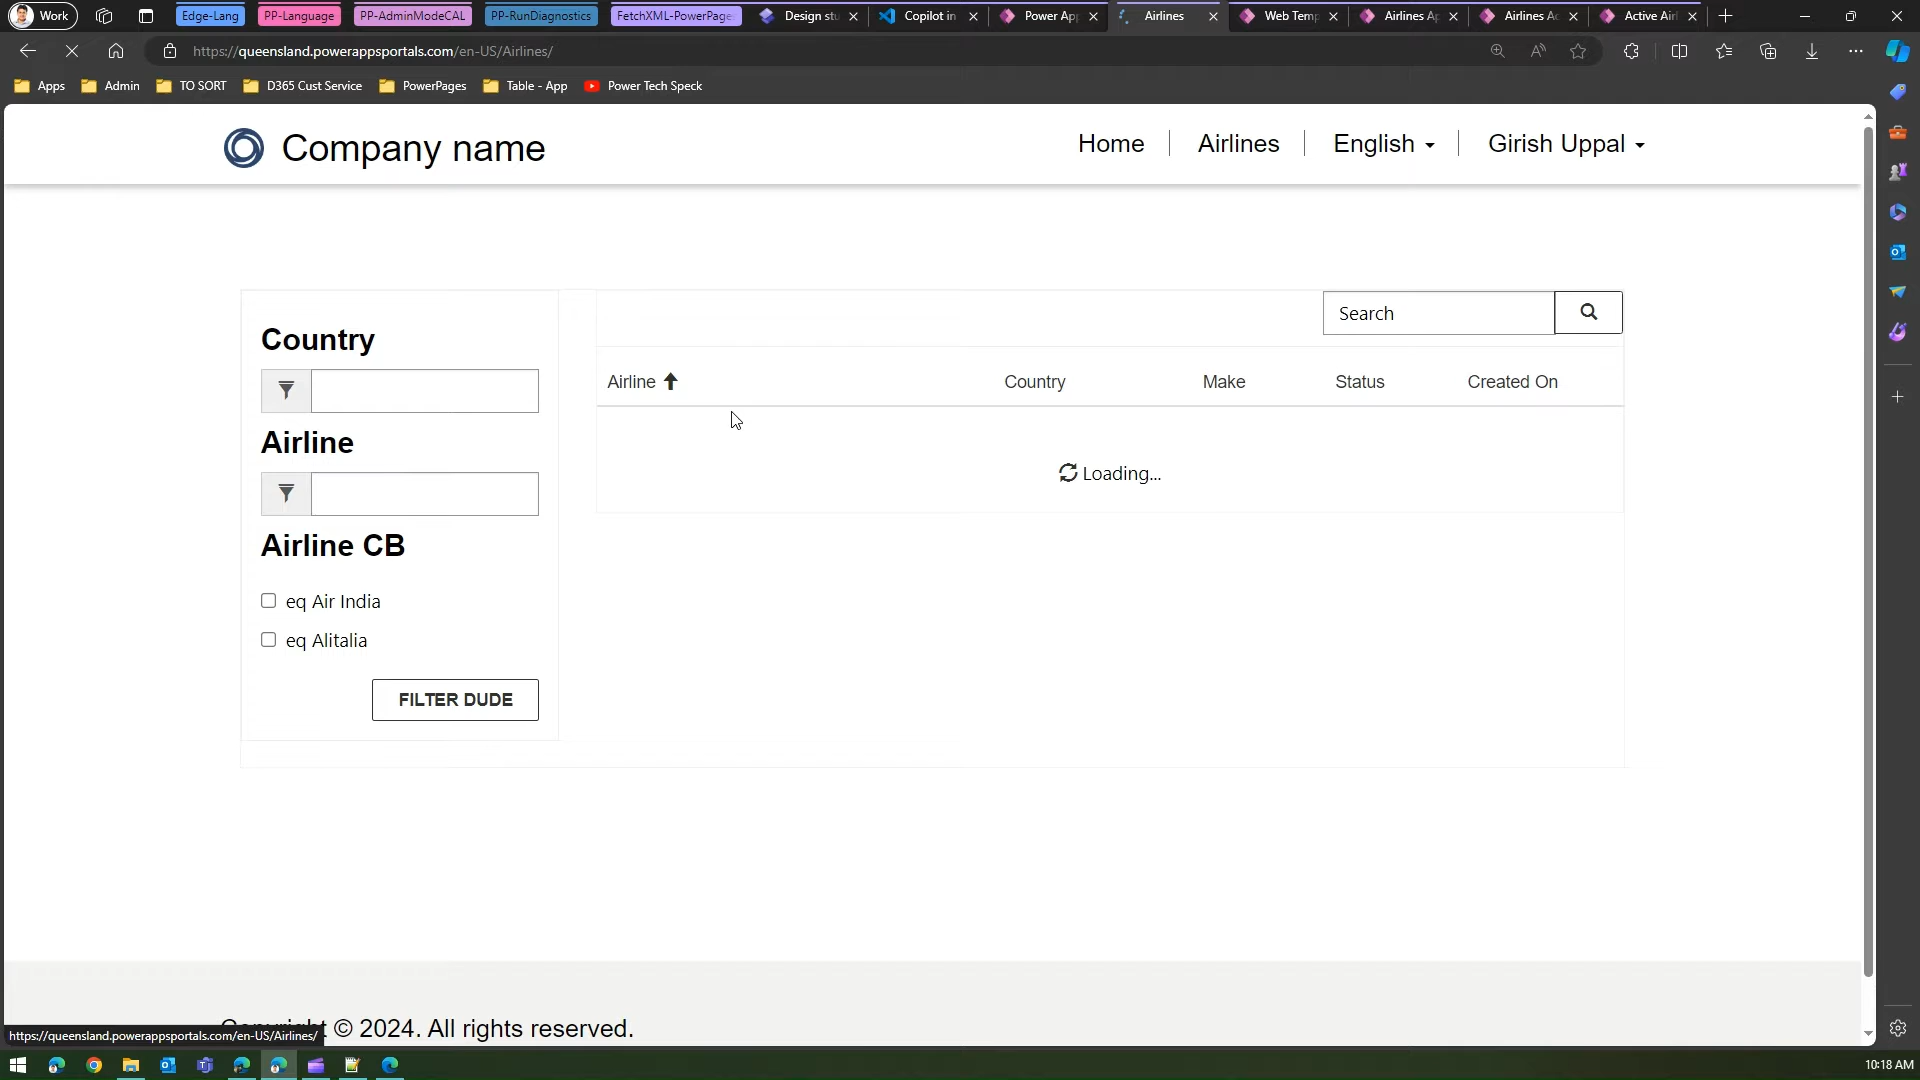 Work
Edge-Lang
PP-Language
PP-AdminModeCAL
PP-RunDiagnostics
FetchXML-PowerPage
Design stu
Copilot in
Power Ap
Airlines
Web Temp
Airlines Ap
Airlines Ac
Active Airl
https://queensland.powerappsportals.com/en-US/Airlines/
Apps
Admin
TO SORT
D365 Cust Service
PowerPages
Table - App
Power Tech Speck
Company name
Home
Airlines
English
Girish Uppal
Country
Airline
Airline CB
eq Air India
eq Alitalia
FILTER DUDE
Search
Airline Country Make Status Created On
Loading...
Copyright © 2024. All rights reserved.
https://queensland.powerappsportals.com/en-US/Airlines/
10:18 AM